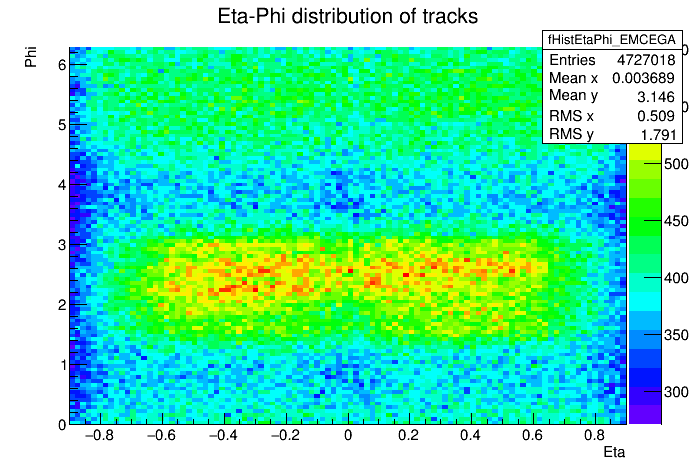 Eta-Phi distribution of tracks
fHistEtaPhi_EMCEGA
Entries 4727018
Mean x 0.003689
Mean y 3.146
RMS x 0.509
RMS y 1.791
Phi
6
5
4
3
2
1
0
−0.8 −0.6 −0.4 −0.2 0 0.2 0.4 0.6 0.8
Eta
500
450
400
350
300